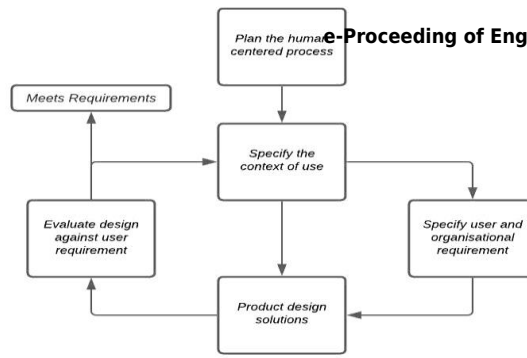 Plan the human
centered process
e-Proceeding of Eng
Meets Requirements
Specify the
context of use
Evaluate design
against user
requirement
Specify user and
organisational
requirement
Product design
solutions